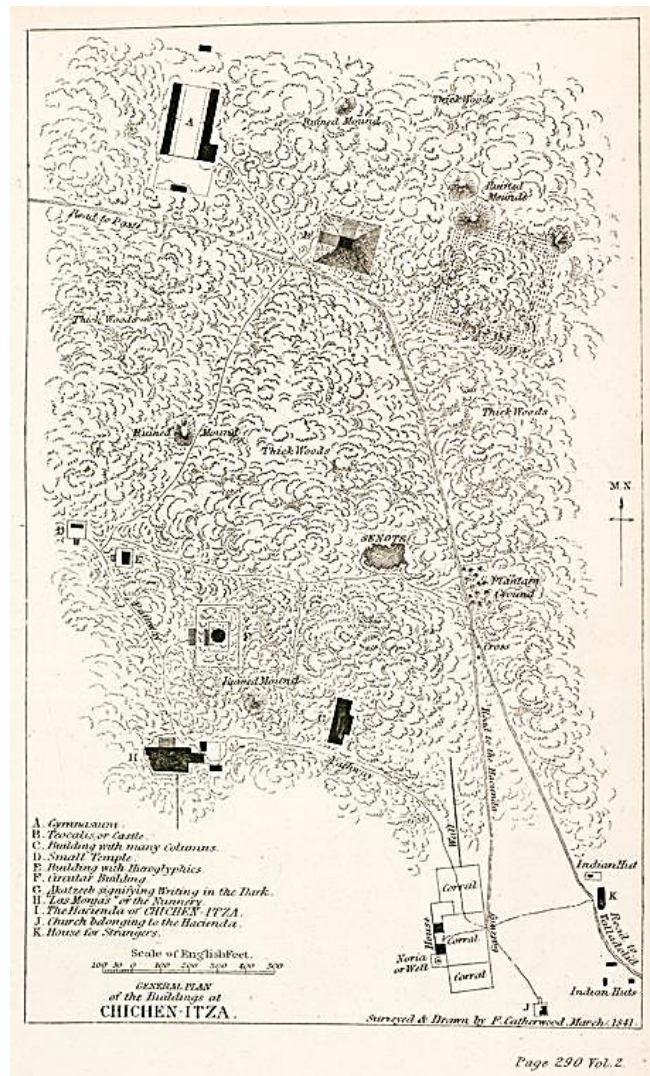 A
Ruined Mound
Thick Woods
Ruined
Mounds
B
Road to Piste
Thick Woods
Thick Woods
Ruined Mound
Thick Woods
M.N.
D
E
SENOTE
Plantain
Ground
Pathway
F
Cross
Ruined Mound
G
H
Pathway
Road to the Hacienda
Wall
A. Gymnasium.
B. Teocalis, or Castle.
C. Building with many Columns.
D. Small Temple.
E. Building with Hieroglyphics.
F. Circular Building.
G. Akatzeeb signifying Writing in the Dark.
H. "Las Monjas" or the Nunnery.
I. The Hacienda of CHICHEN-ITZA.
J. Church belonging to the Hacienda.
K. House for Strangers.
Indian Hut
K
Corral
House
Corral
Gateway
Road to
Valladolid
Noria
or Well
Corral
Indian Huts
Scale of English Feet.
100 50 0 100 200 300 400 500
GENERAL PLAN
of the Buildings at
CHICHEN-ITZA.
J
Surveyed & Drawn by F. Catherwood. March. 1841.
Page 290 Vol. 2.